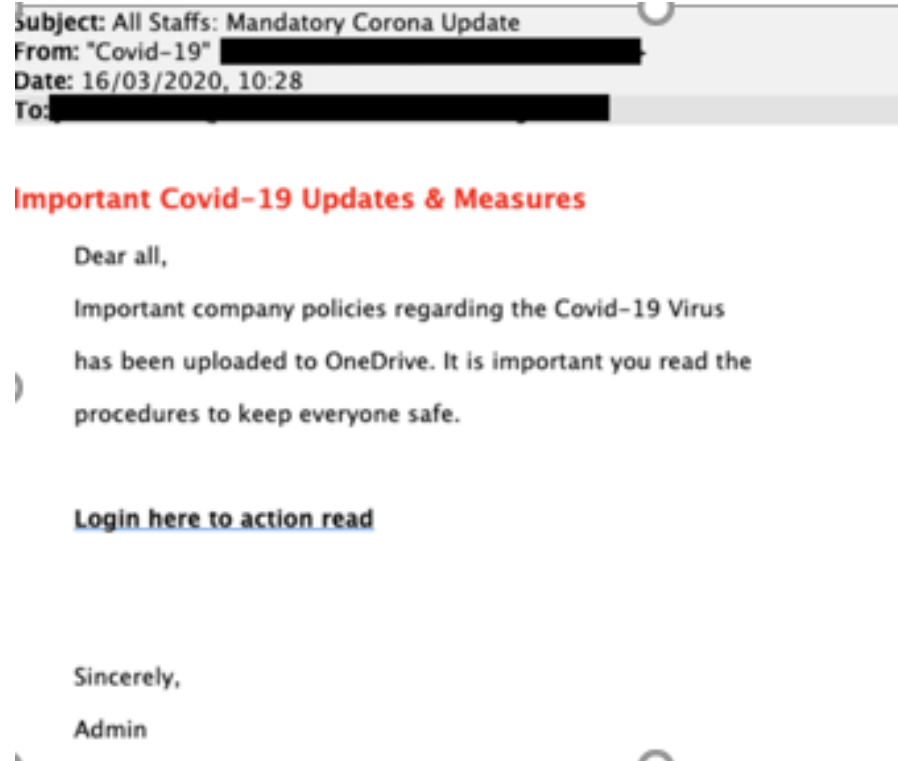 Subject: All Staffs: Mandatory Corona Update
From: "Covid-19"
Date: 16/03/2020, 10:28
To:
Important Covid-19 Updates & Measures
Dear all,
Important company policies regarding the Covid-19 Virus
has been uploaded to OneDrive. It is important you read the
procedures to keep everyone safe.
Login here to action read
Sincerely,
Admin